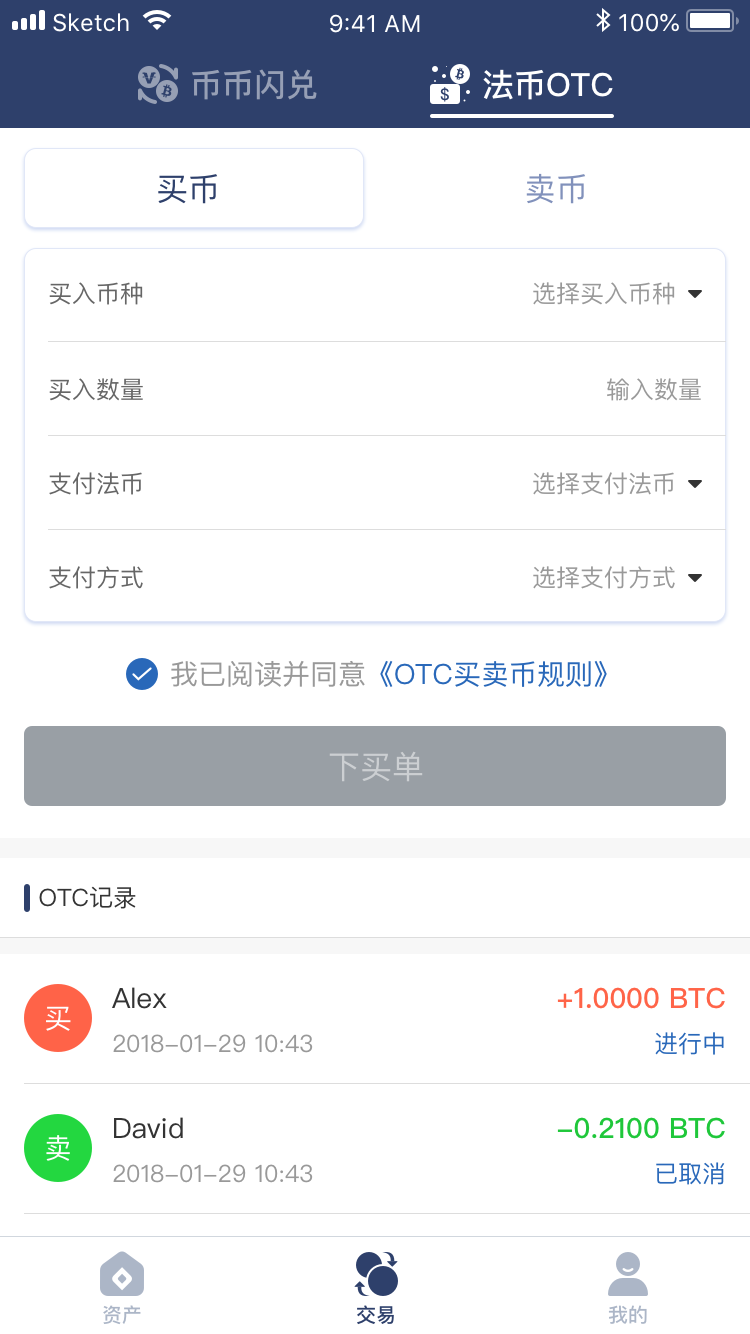 Sketch 9:41 AM 100%
币币闪兑 法币OTC
买币 卖币
买入币种 选择买入币种
买入数量 输入数量
支付法币 选择支付法币
支付方式 选择支付方式
我已阅读并同意《OTC买卖币规则》
下买单
OTC记录
买 Alex +1.0000 BTC
2018-01-29 10:43 进行中
卖 David -0.2100 BTC
2018-01-29 10:43 已取消
资产 交易 我的